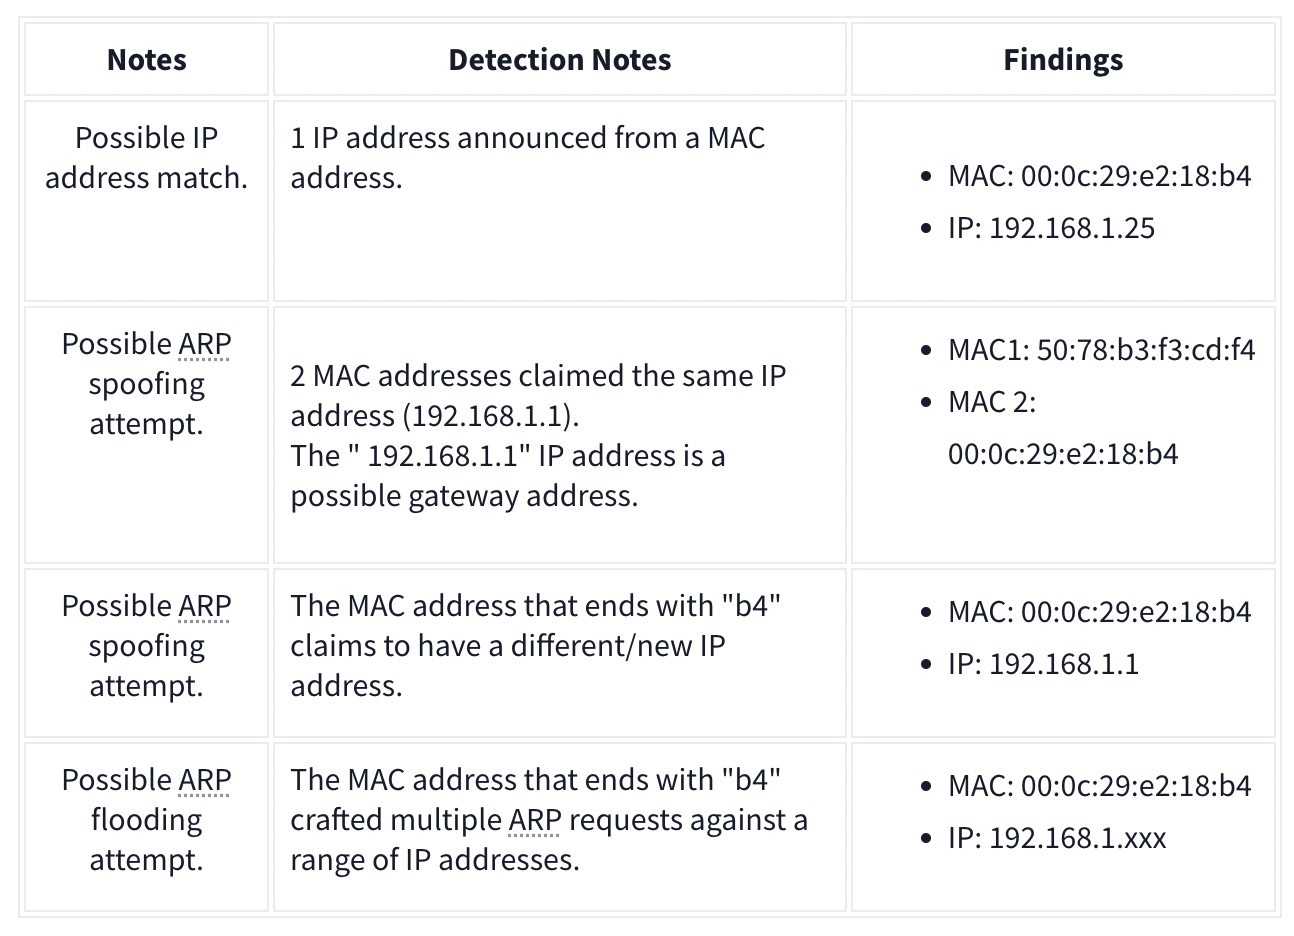 Notes
Detection Notes
Findings
Possible IP
address match.
1 IP address announced from a MAC
address.
• MAC: 00:0c:29:e2:18:b4
• IP: 192.168.1.25
Possible ARP
spoofing
attempt.
2 MAC addresses claimed the same IP
address (192.168.1.1).
The " 192.168.1.1" IP address is a
possible gateway address.
• MAC1: 50:78:b3:f3:cd:f4
• MAC 2:
00:0c:29:e2:18:b4
Possible ARP
spoofing
attempt.
The MAC address that ends with "b4"
claims to have a different/new IP
address.
• MAC: 00:0c:29:e2:18:b4
• IP: 192.168.1.1
Possible ARP
flooding
attempt.
The MAC address that ends with "b4"
crafted multiple ARP requests against a
range of IP addresses.
• MAC: 00:0c:29:e2:18:b4
• IP: 192.168.1.xxx